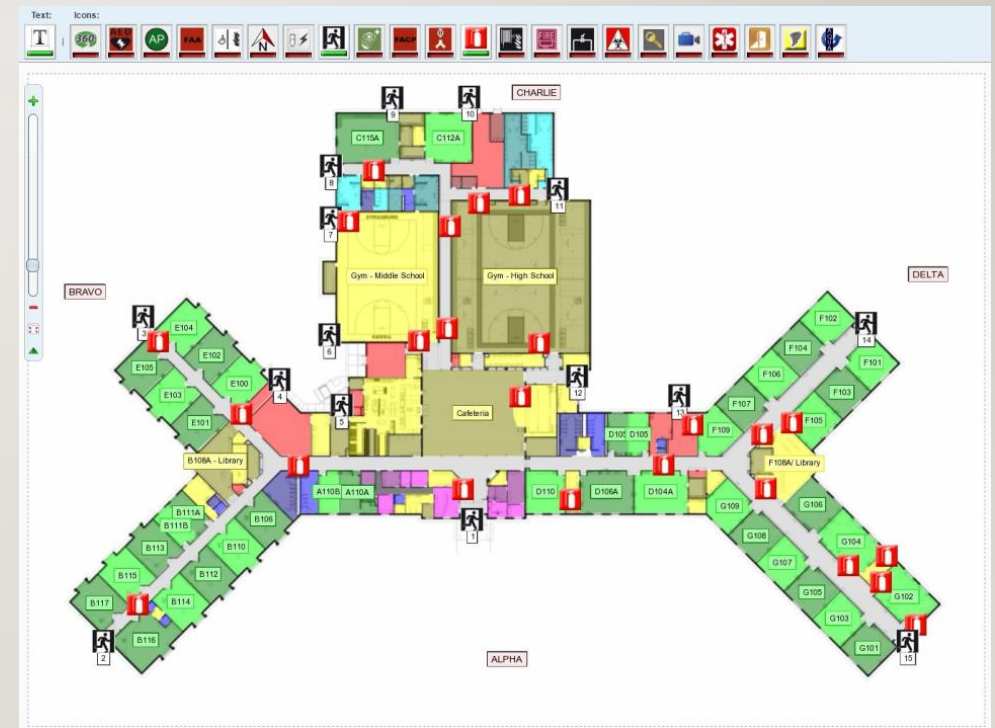 Text: Icons:
T 360 AED AP FAA N FACP FIRE
CHARLIE
9
10
C115A
C112A
8
11
7
Gym - Middle School
Gym - High School
DELTA
BRAVO
3
E104
F102
14
6
E102
F104
F101
E105
E100
4
F106
F103
12
E103
5
13
F107
F105
E101
Cafeteria
F109
D105
B108A - Library
F108A/ Library
A110B
A110A
D110
D106A
D104A
G109
G106
B111A
B106
B111B
1
G108
G104
B113
B110
G107
B115
B112
G105
G102
B117
B114
G103
B116
G101
2
15
ALPHA